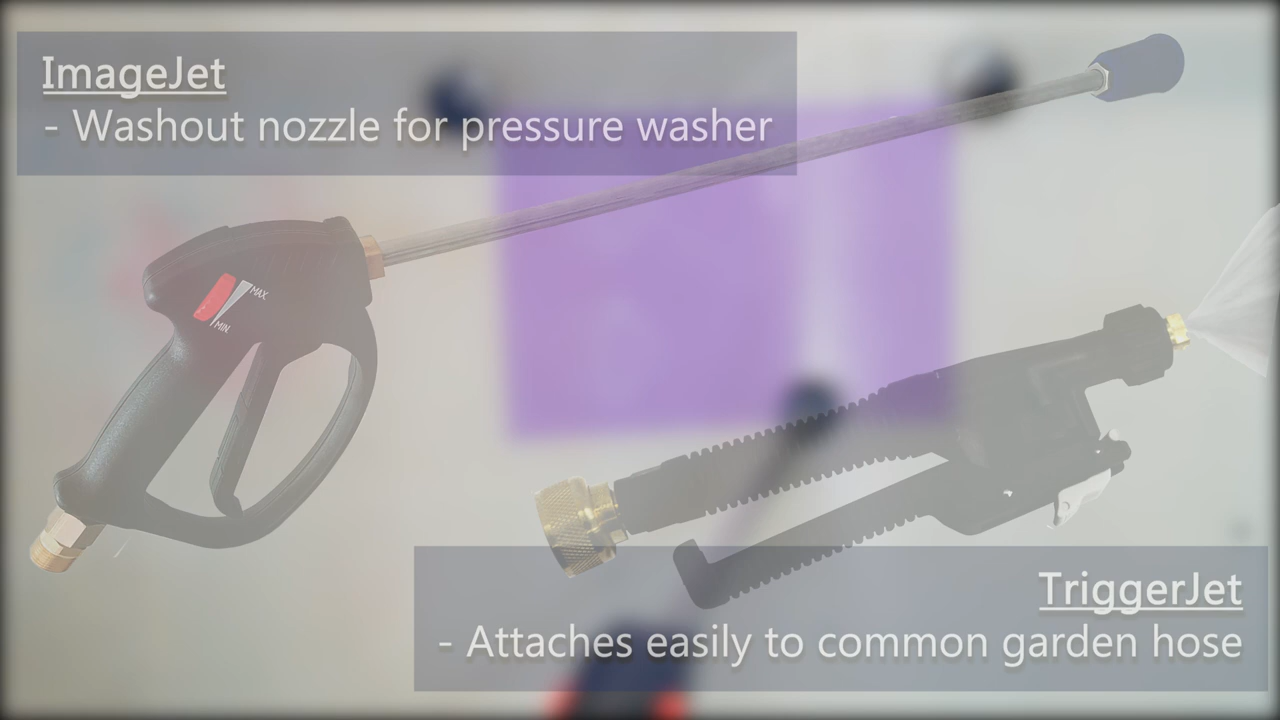 ImageJet
- Washout nozzle for pressure washer
MAX.
MIN.
TriggerJet
- Attaches easily to common garden hose